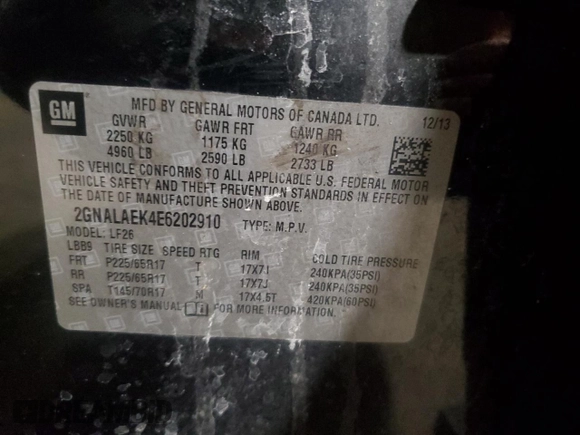 GM
MFD BY GENERAL MOTORS OF CANADA LTD.
12/13
GVWR GAWR FRT GAWR RR
2250 KG 1175 KG 1240 KG
4960 LB 2590 LB 2733 LB
THIS VEHICLE CONFORMS TO ALL APPLICABLE U.S. FEDERAL MOTOR
VEHICLE SAFETY AND THEFT PREVENTION STANDARDS IN EFFECT ON
THE DATE OF MANUFACTURE SHOWN ABOVE.
2GNALAEK4E6202910 TYPE: M.P.V.
MODEL: LF26
LBB9 TIRE SIZE SPEED RTG RIM COLD TIRE PRESSURE
FRT P225/65R17 T 17X7J 240KPA(35PSI)
RR P225/65R17 T 17X7J 240KPA(35PSI)
SPA T145/70R17 M 17X4.5T 420KPA(60PSI)
SEE OWNER'S MANUAL FOR MORE INFORMATION.